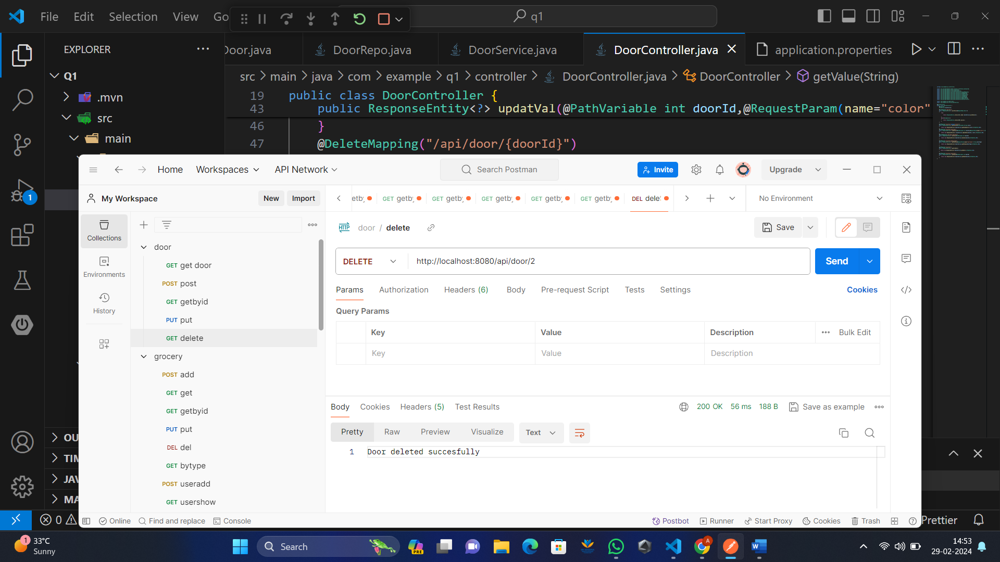 File Edit Selection View Go
q1
EXPLORER
Door.java DoorRepo.java DoorService.java DoorController.java application.properties
Q1
src > main > java > com > example > q1 > controller > DoorController.java > DoorController > getValue(String)
.mvn
19 public class DoorController {
43 public ResponseEntity<?> updatVal(@PathVariable int doorId,@RequestParam(name="color"
src
46 }
main
47 @DeleteMapping("/api/door/{doorId}")
Home Workspaces API Network Search Postman Invite Upgrade
1
My Workspace New Import
etby GET getby GET getby GET getby GET getby GET getby DEL dele No Environment
Collections
door / delete Save
door
GET get door
DELETE http://localhost:8080/api/door/2 Send
Environments
POST post
Params Authorization Headers (6) Body Pre-request Script Tests Settings Cookies
GET getbyid
History
Query Params
PUT put
Key Value Description Bulk Edit
GET delete
Key Value Description
grocery
POST add
GET get
Body Cookies Headers (5) Test Results 200 OK 56 ms 188 B Save as example
GET getbyid
PUT put
Pretty Raw Preview Visualize Text
OU
DEL del
1 Door deleted succesfully
TIM
GET bytype
JAV
POST useradd
MA
GET usershow
0
Online Find and replace Console Postbot Runner Start Proxy Cookies Trash
Prettier
1
33°C
Sunny
Search
PRE
A
14:53
29-02-2024